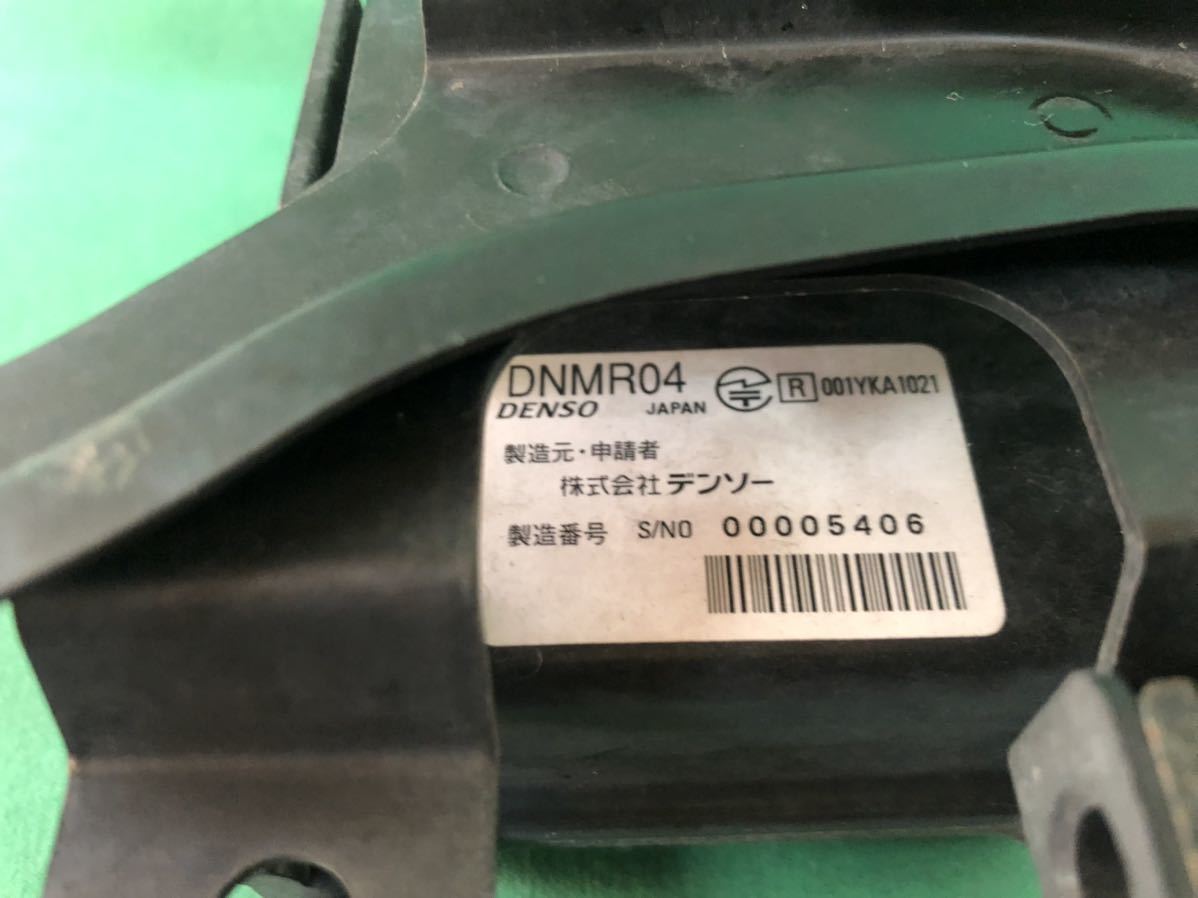 DNMR04 R 001YKA1021
DENSO JAPAN
製造元・申請者
株式会社 デンソー
製造番号 S/NO 00005406